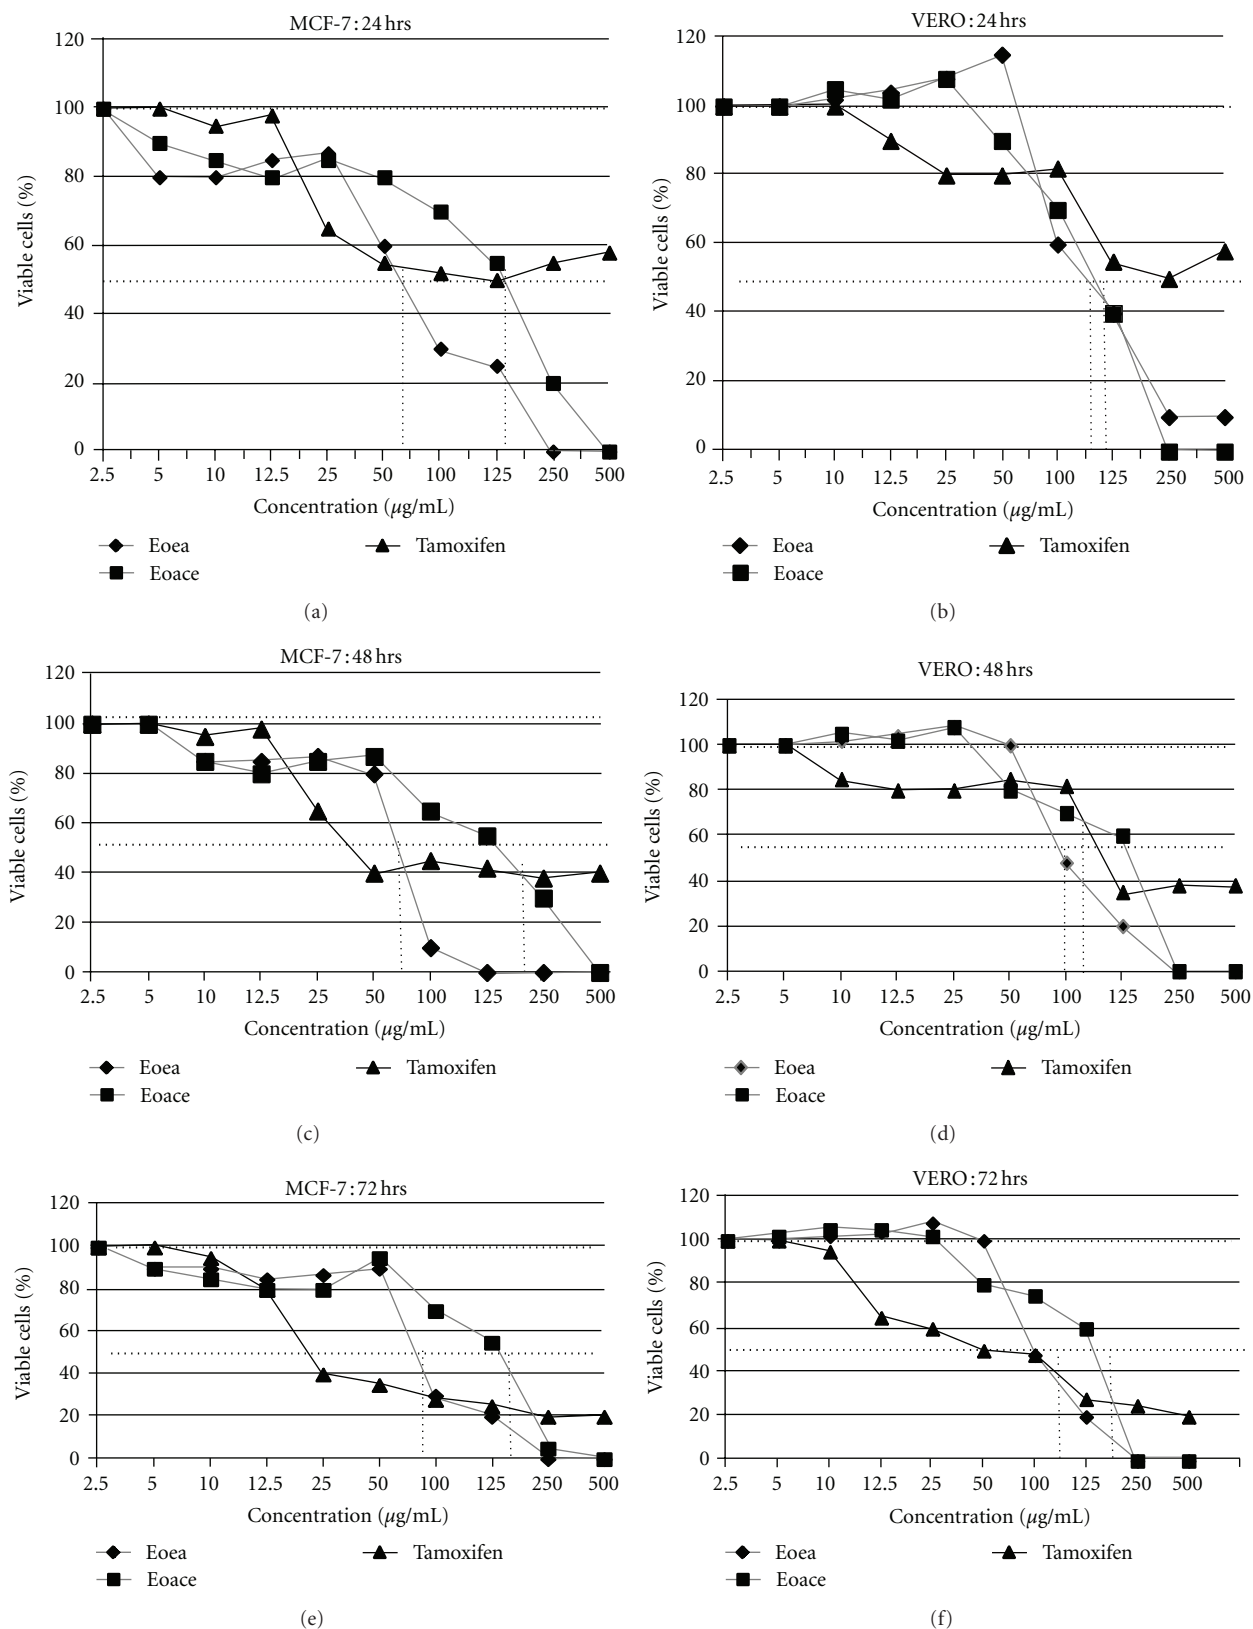 MCF-7:24 hrs
120
100
80
60
40
20
0
Viable cells (%)
2.5 5 10 12.5 25 50 100 125 250 500
Concentration (µg/mL)
Eoea Tamoxifen
Eoace
(a)
VERO:24 hrs
120
100
80
60
40
20
0
Viable cells (%)
2.5 5 10 12.5 25 50 100 125 250 500
Concentration (µg/mL)
Eoea Tamoxifen
Eoace
(b)
MCF-7:48 hrs
120
100
80
60
40
20
0
Viable cells (%)
2.5 5 10 12.5 25 50 100 125 250 500
Concentration (µg/mL)
Eoea Tamoxifen
Eoace
(c)
VERO:48 hrs
120
100
80
60
40
20
0
Viable cells (%)
2.5 5 10 12.5 25 50 100 125 250 500
Concentration (µg/mL)
Eoea Tamoxifen
Eoace
(d)
MCF-7:72 hrs
120
100
80
60
40
20
0
Viable cells (%)
2.5 5 10 12.5 25 50 100 125 250 500
Concentration (µg/mL)
Eoea Tamoxifen
Eoace
(e)
VERO:72 hrs
120
100
80
60
40
20
0
Viable cells (%)
2.5 5 10 12.5 25 50 100 125 250 500
Concentration (µg/mL)
Eoea Tamoxifen
Eoace
(f)